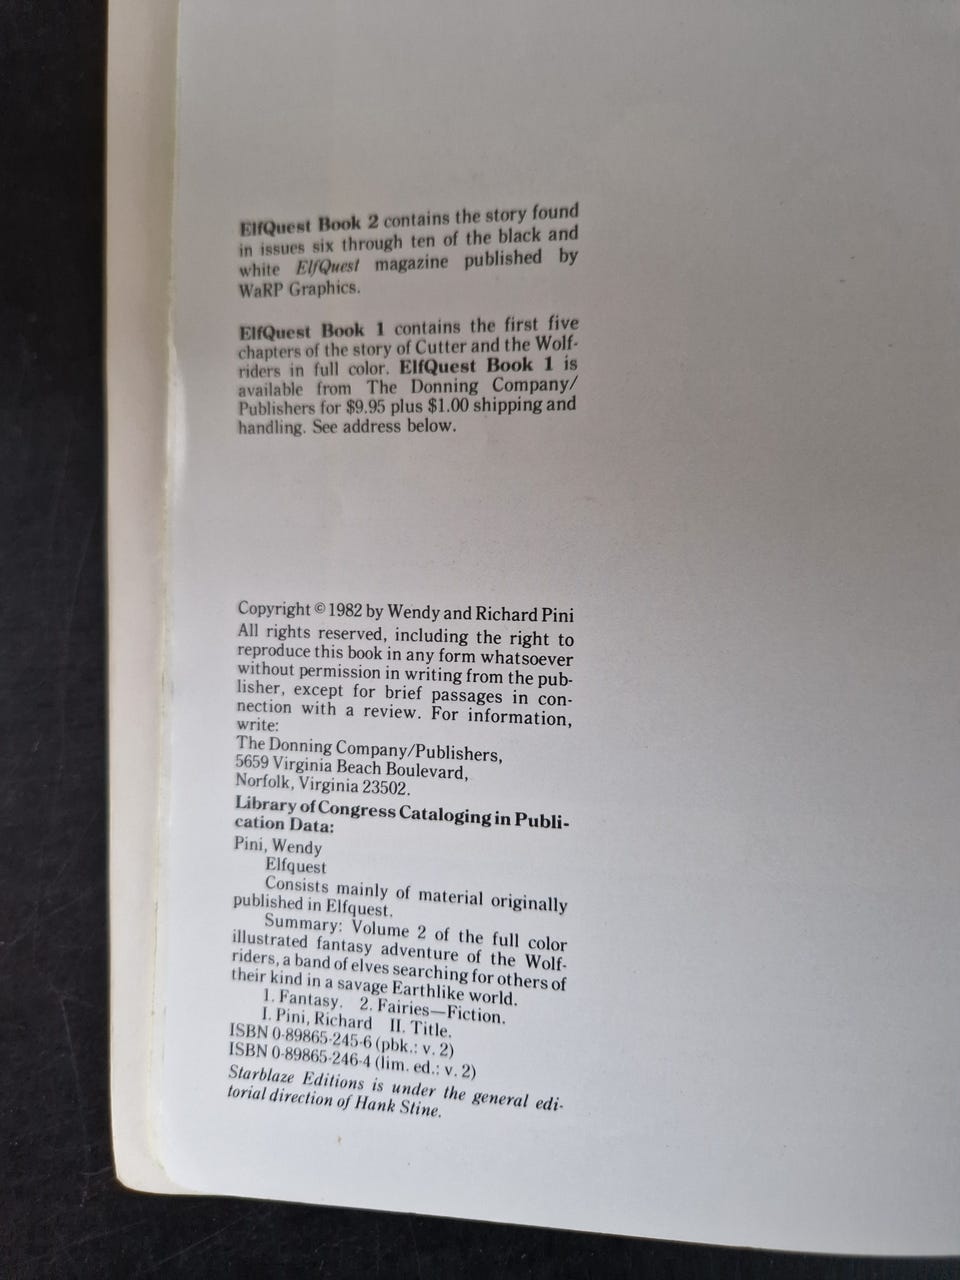 ElfQuest Book 2 contains the story found
in issues six through ten of the black and
white ElfQuest magazine published by
WaRP Graphics.
ElfQuest Book 1 contains the first five
chapters of the story of Cutter and the Wolf-
riders in full color. ElfQuest Book 1 is
available from The Donning Company/
Publishers for $9.95 plus $1.00 shipping and
handling. See address below.
Copyright © 1982 by Wendy and Richard Pini
All rights reserved, including the right to
reproduce this book in any form whatsoever
without permission in writing from the pub-
lisher, except for brief passages in con-
nection with a review. For information,
write:
The Donning Company/Publishers,
5659 Virginia Beach Boulevard,
Norfolk, Virginia 23502.
Library of Congress Cataloging in Publi-
cation Data:
Pini, Wendy
Elfquest
Consists mainly of material originally
published in Elfquest.
Summary: Volume 2 of the full color
illustrated fantasy adventure of the Wolf-
riders, a band of elves searching for others of
their kind in a savage Earthlike world.
1. Fantasy. 2. Fairies—Fiction.
I. Pini, Richard II. Title.
ISBN 0-89865-245-6 (pbk.: v. 2)
ISBN 0-89865-246-4 (lim. ed.: v. 2)
Starblaze Editions is under the general edi-
torial direction of Hank Stine.